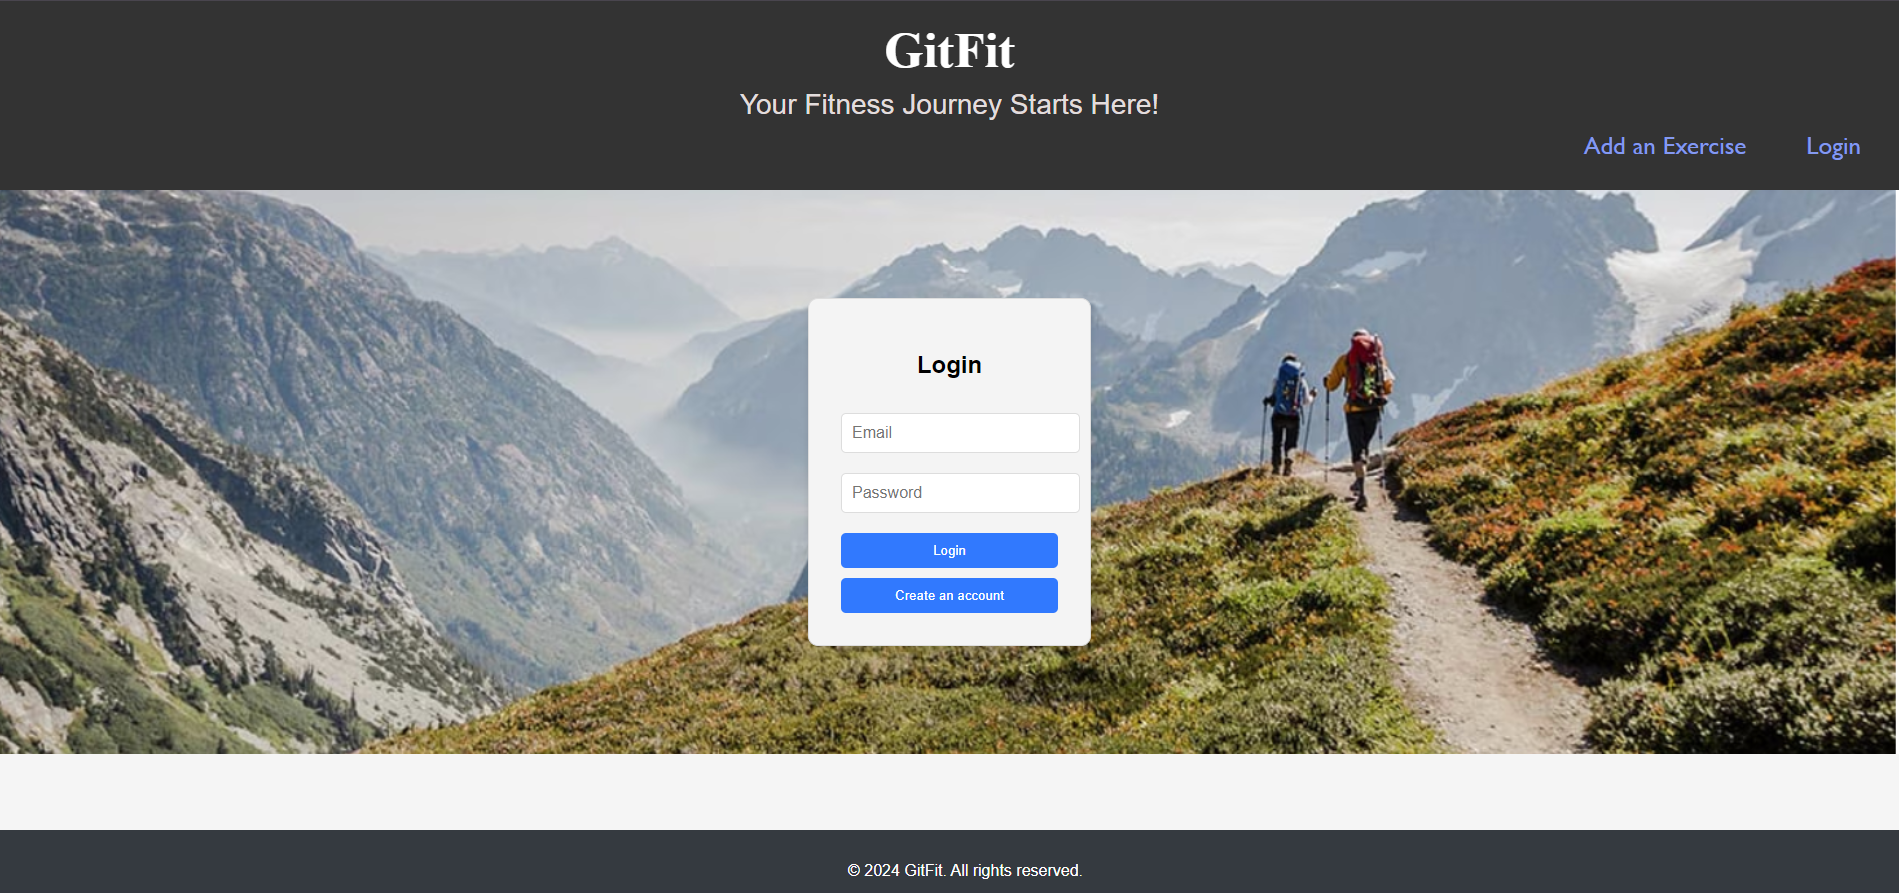 GitFit
Your Fitness Journey Starts Here!
Add an Exercise Login
Login
Email
Password
Login
Create an account
© 2024 GitFit. All rights reserved.